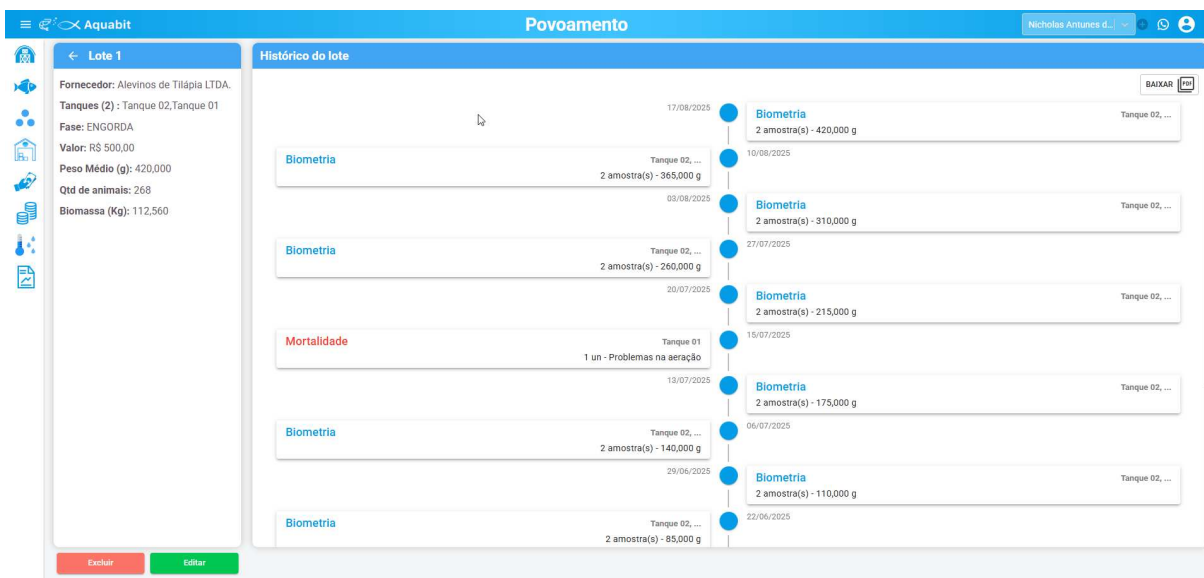 Aquabit
Povoamento
Nicholas Antunes d...
Lote 1
Fornecedor: Alevinos de Tilápia LTDA.
Tanques (2) : Tanque 02,Tanque 01
Fase: ENGORDA
Valor: R$ 500,00
Peso Médio (g): 420,000
Qtd de animais: 268
Biomassa (Kg): 112,560
Excluir
Editar
Histórico do lote
BAIXAR PDF
17/08/2025
Biometria Tanque 02, ...
2 amostra(s) - 420,000 g
10/08/2025
Biometria Tanque 02, ...
2 amostra(s) - 365,000 g
03/08/2025
Biometria Tanque 02, ...
2 amostra(s) - 310,000 g
27/07/2025
Biometria Tanque 02, ...
2 amostra(s) - 260,000 g
20/07/2025
Biometria Tanque 02, ...
2 amostra(s) - 215,000 g
15/07/2025
Mortalidade Tanque 01
1 un - Problemas na aeração
13/07/2025
Biometria Tanque 02, ...
2 amostra(s) - 175,000 g
06/07/2025
Biometria Tanque 02, ...
2 amostra(s) - 140,000 g
29/06/2025
Biometria Tanque 02, ...
2 amostra(s) - 110,000 g
22/06/2025
Biometria Tanque 02, ...
2 amostra(s) - 85,000 g